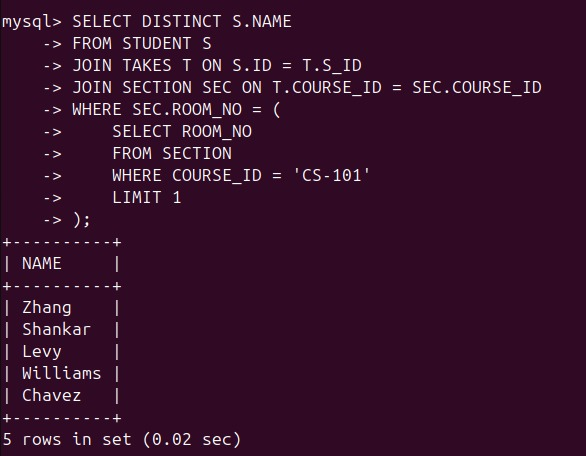 mysql> SELECT DISTINCT S.NAME
    -> FROM STUDENT S
    -> JOIN TAKES T ON S.ID = T.S_ID
    -> JOIN SECTION SEC ON T.COURSE_ID = SEC.COURSE_ID
    -> WHERE SEC.ROOM_NO = (
    ->     SELECT ROOM_NO
    ->     FROM SECTION
    ->     WHERE COURSE_ID = 'CS-101'
    ->     LIMIT 1
    -> );
+----------+
| NAME     |
+----------+
| Zhang    |
| Shankar  |
| Levy     |
| Williams |
| Chavez   |
+----------+
5 rows in set (0.02 sec)